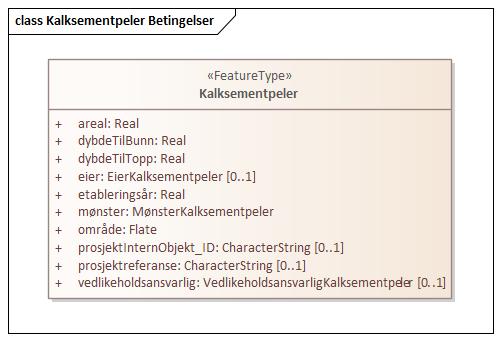 class Kalksementpeler Betingelser
«FeatureType»
Kalksementpeler
+ areal: Real
+ dybdeTilBunn: Real
+ dybdeTilTopp: Real
+ eier: EierKalksementpeler [0..1]
+ etableringsår: Real
+ mønster: MønsterKalksementpeler
+ område: Flate
+ prosjektInternObjekt_ID: CharacterString [0..1]
+ prosjektreferanse: CharacterString [0..1]
+ vedlikeholdsansvarlig: VedlikeholdsansvarligKalksementpeler [0..1]